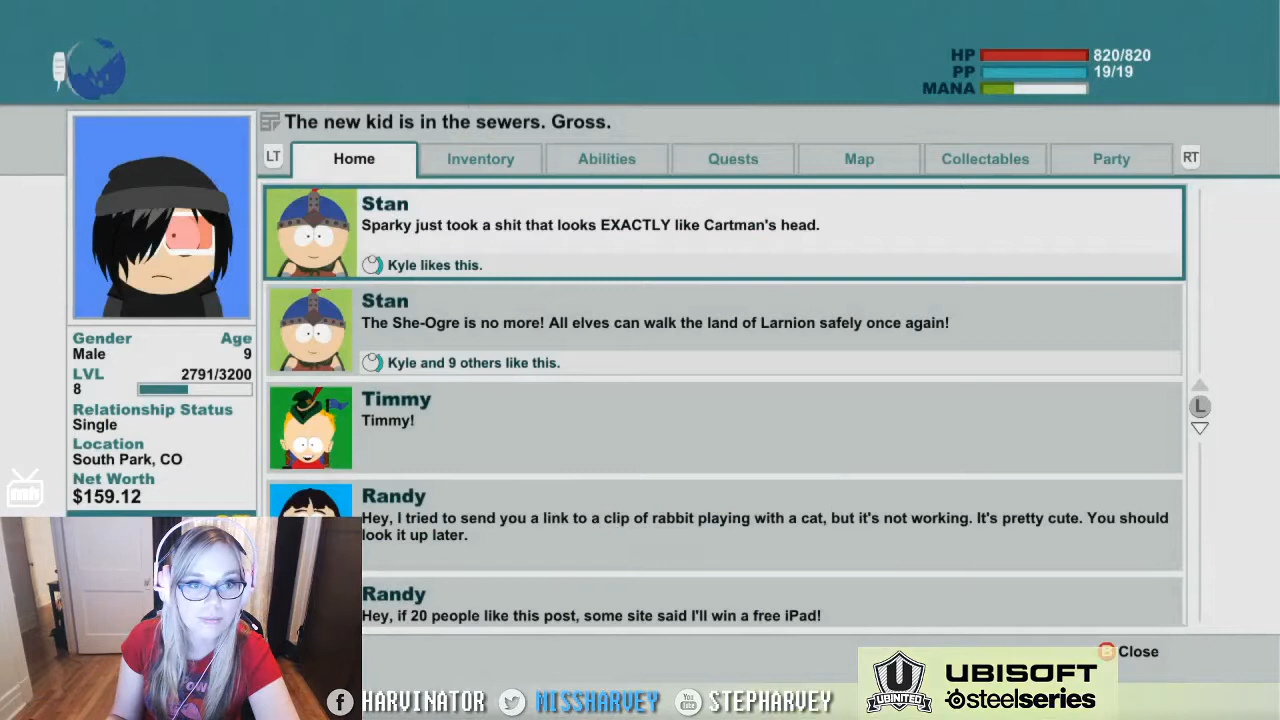 HP 820/820
PP 19/19
MANA
The new kid is in the sewers. Gross.
LT Home Inventory Abilities Quests Map Collectables Party RT
Stan
Sparky just took a shit that looks EXACTLY like Cartman's head.
Kyle likes this.
Stan
The She-Ogre is no more! All elves can walk the land of Larnion safely once again!
Kyle and 9 others like this.
Timmy
Timmy!
Randy
Hey, I tried to send you a link to a clip of rabbit playing with a cat, but it's not working. It's pretty cute. You should
look it up later.
Randy
Hey, if 20 people like this post, some site said I'll win a free iPad!
Gender Age
Male 9
LVL 2791/3200
8
Relationship Status
Single
Location
South Park, CO
Net Worth
$159.12
L
B Close
HARVINATOR MISSHARVEY You Tube STEPHARVEY
UBINITED
UBISOFT
steelseries